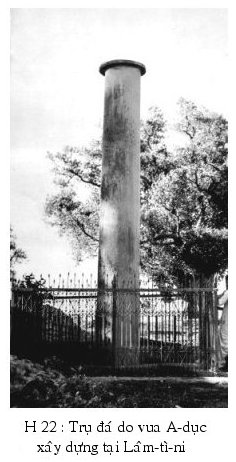 H 22 : Trụ đá do vua A-dục
xây dựng tại Lâm-tì-ni